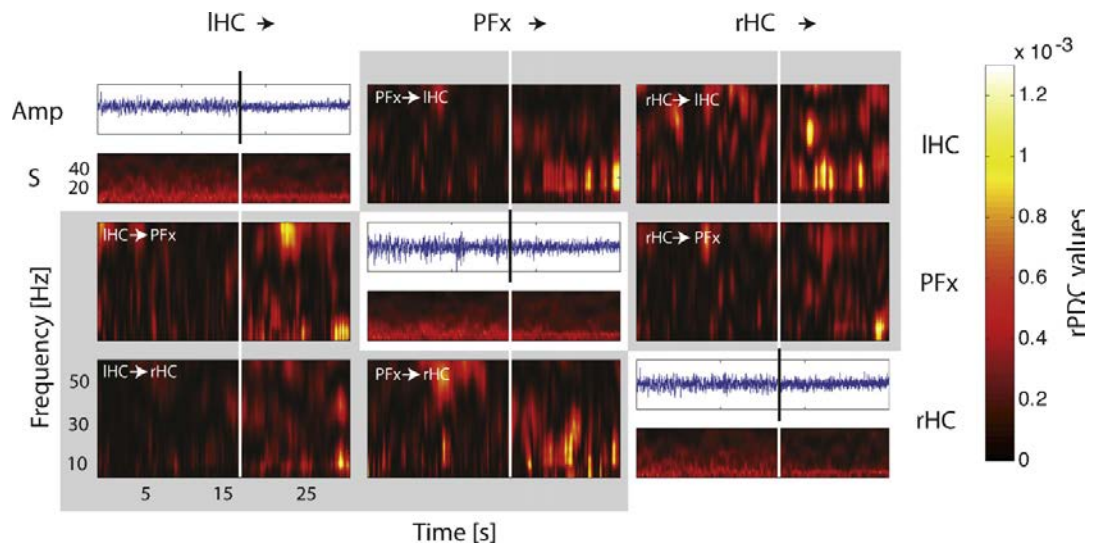 lHC → PFx → rHC →
x 10⁻³
Amp
PFx→lHC
rHC→lHC
1.2
lHC
S
40
20
1
lHC→PFx
rHC→PFx
0.8
PFx
rPDC values
0.6
Frequency [Hz]
lHC→rHC
PFx→rHC
0.4
50
30
10
rHC
0.2
0
5 15 25
Time [s]